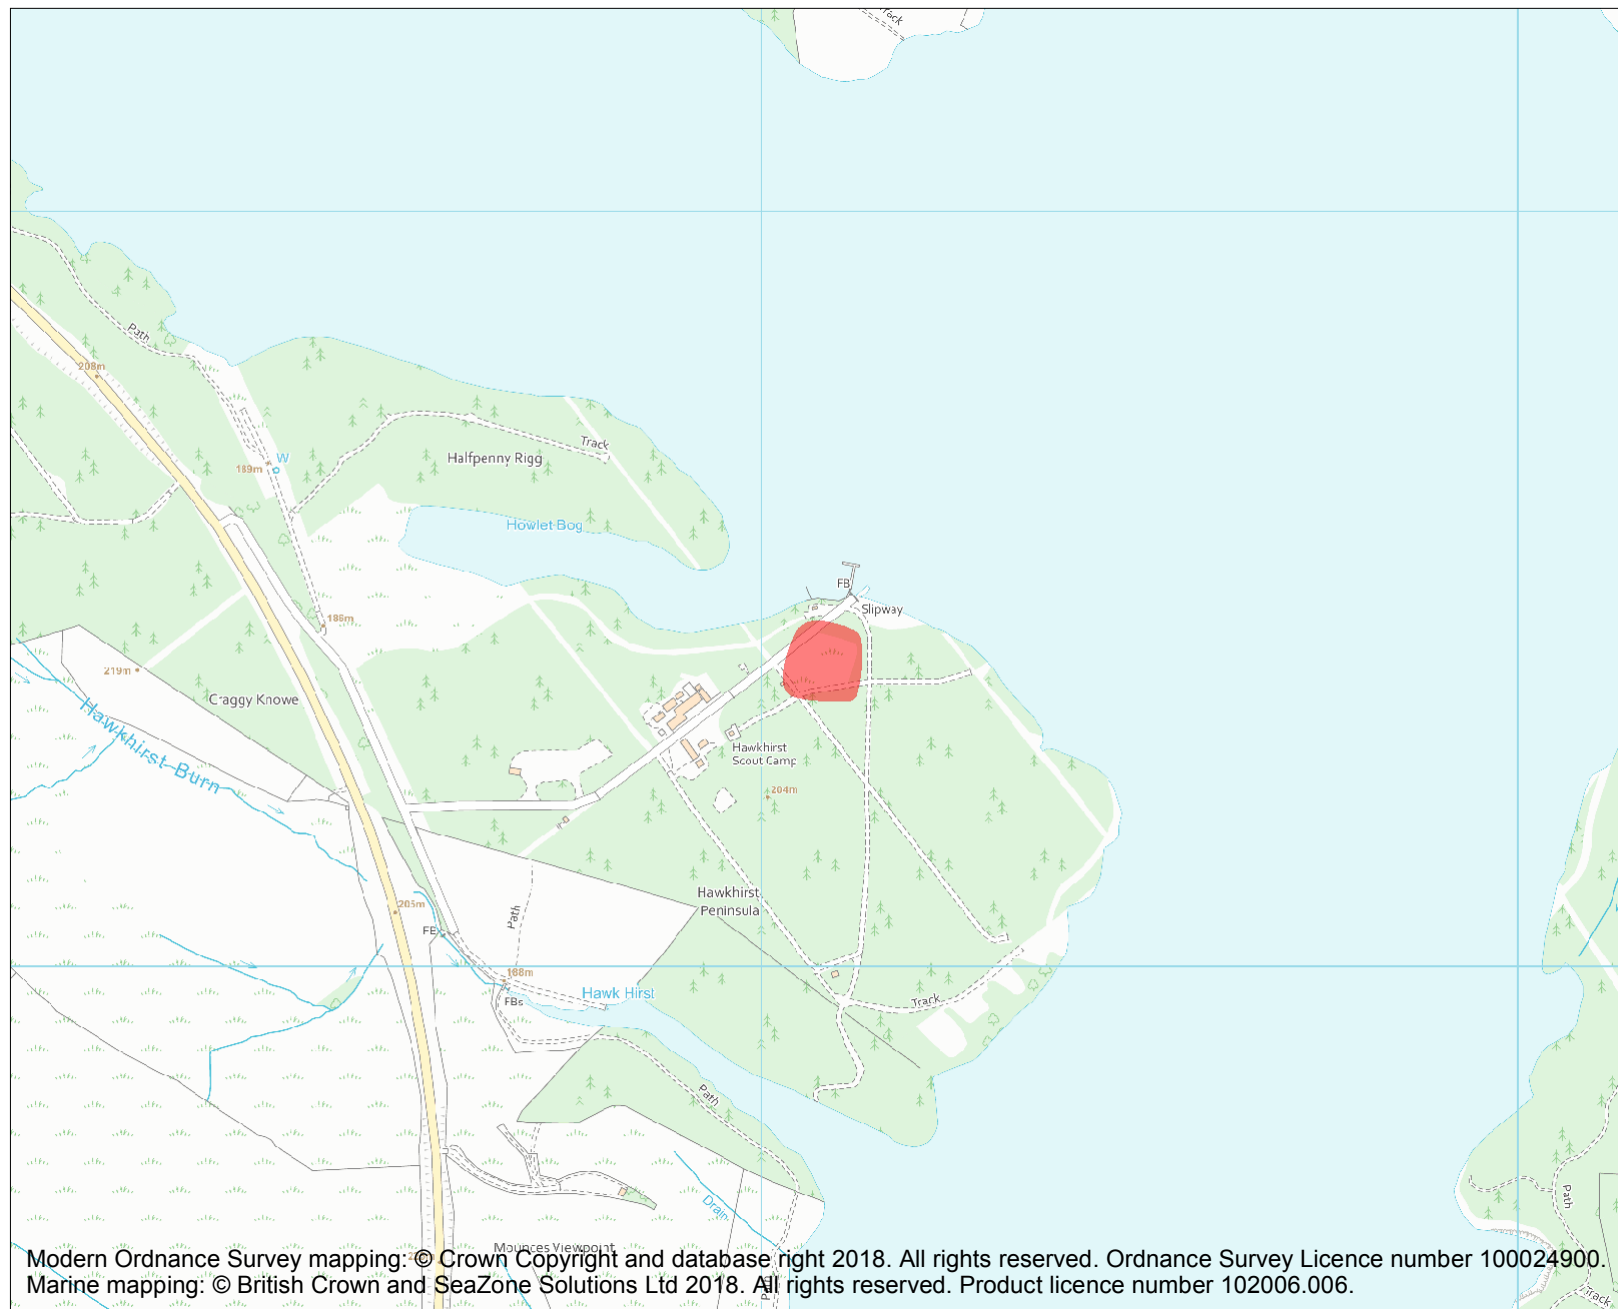 Track
Path
208m
Track
Halfpenny Rigg
W
189m
Howlet Bog
FB
Slipway
186m
219m
Craggy Knowe
Hawkhirst Burn
Hawkhirst
Scout Camp
204m
Hawkhirst
Peninsula
205m
Path
FB
188m
FBs
Hawk Hirst
Track
Path
Drain
Path
Path
Mounces Viewpoint
Modern Ordnance Survey mapping: © Crown Copyright and database right 2018. All rights reserved. Ordnance Survey Licence number 100024900.
Marine mapping: © British Crown and SeaZone Solutions Ltd 2018. All rights reserved. Product licence number 102006.006.
Track